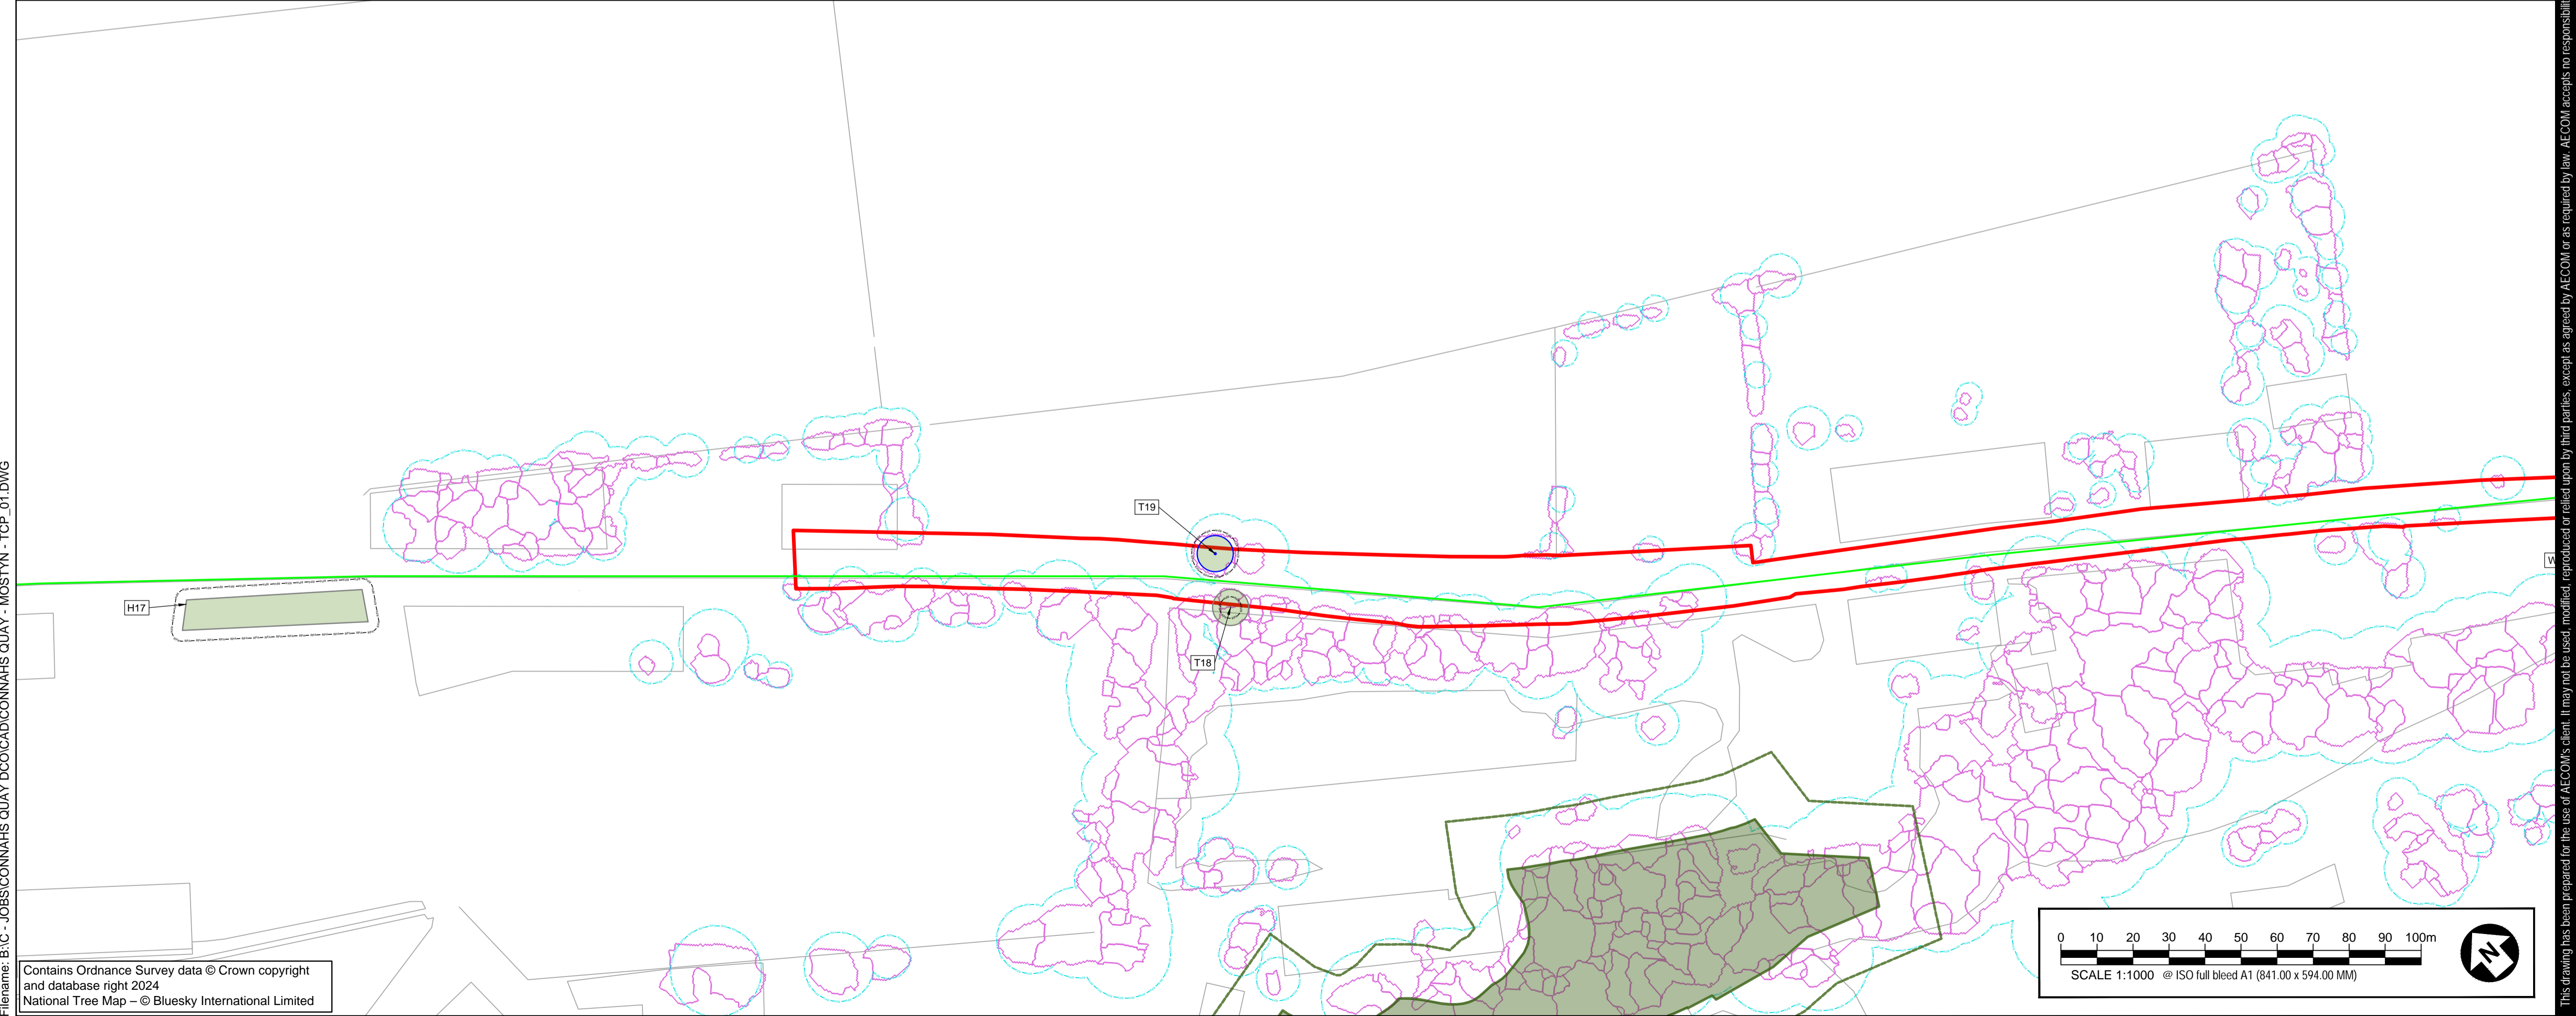 Filename: B:\C - JOBS\CONNAHS QUAY DCO\CAD\CONNAHS QUAY - MOSTYN - TCP_01.DWG
T19
H17
T18
W
0 10 20 30 40 50 60 70 80 90 100m
SCALE 1:1000 @ ISO full bleed A1 (841.00 x 594.00 MM)
N
Contains Ordnance Survey data © Crown copyright
and database right 2024
National Tree Map – © Bluesky International Limited
This drawing has been prepared for the use of AECOM's client. It may not be used, modified, reproduced or relied upon by third parties, except as agreed by AECOM or as required by law. AECOM accepts no responsibilit